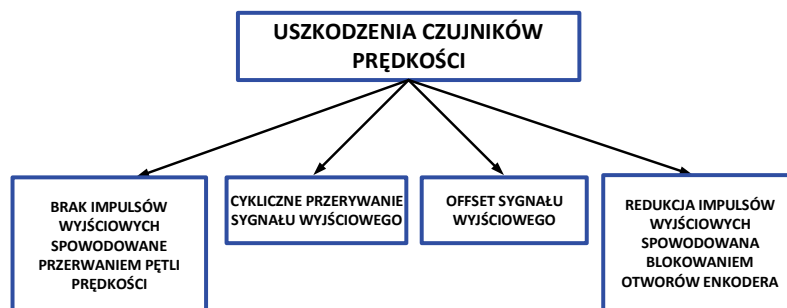 USZKODZENIA CZUJNIKÓW
PRĘDKOŚCI
BRAK IMPULSÓW
WYJŚCIOWYCH
SPOWODOWANE
PRZERWANIEM PĘTLI
PRĘDKOŚCI
CYKLICZNE PRZERYWANIE
SYGNAŁU WYJŚCIOWEGO
OFFSET SYGNAŁU
WYJŚCIOWEGO
REDUKCJA IMPULSÓW
WYJŚCIOWYCH
SPOWODOWANA
BLOKOWANIEM
OTWORÓW ENKODERA